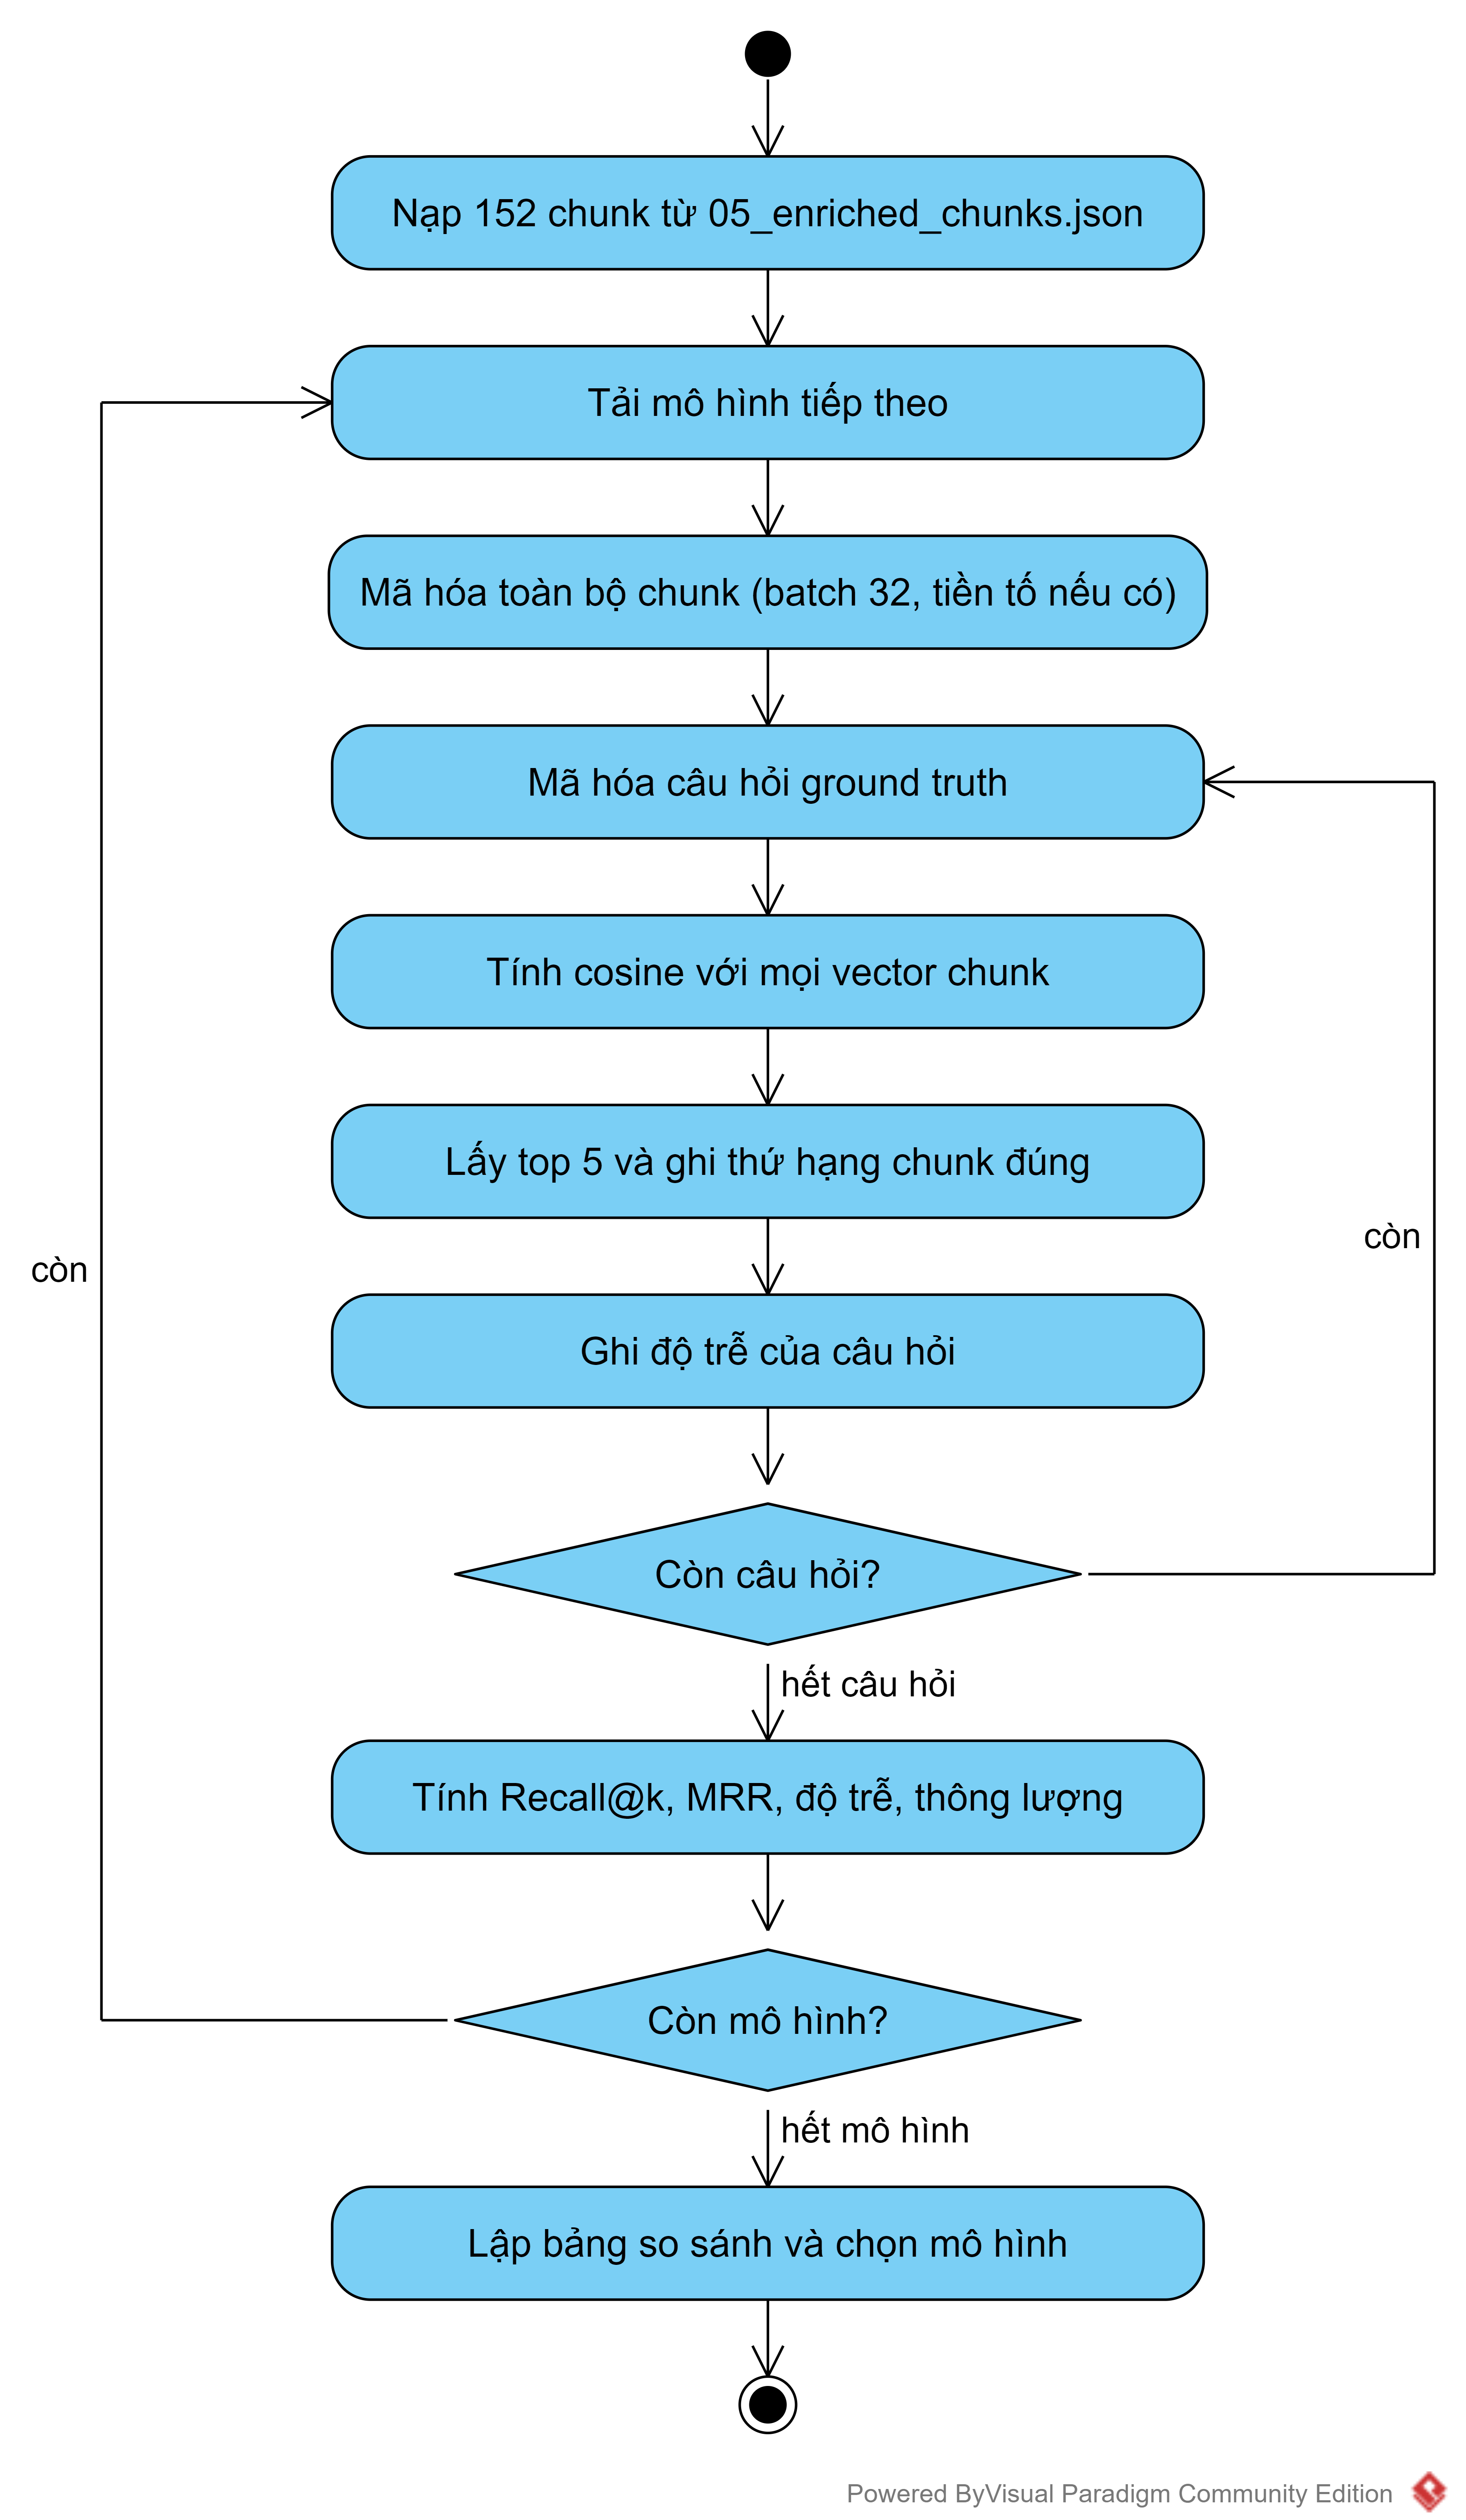 Nạp 152 chunk từ 05_enriched_chunks.json
Tải mô hình tiếp theo
Mã hóa toàn bộ chunk (batch 32, tiền tố nếu có)
Mã hóa câu hỏi ground truth
Tính cosine với mọi vector chunk
Lấy top 5 và ghi thứ hạng chunk đúng
còn
còn
Ghi độ trễ của câu hỏi
Còn câu hỏi?
hết câu hỏi
Tính Recall@k, MRR, độ trễ, thông lượng
Còn mô hình?
hết mô hình
Lập bảng so sánh và chọn mô hình
Powered ByVisual Paradigm Community Edition